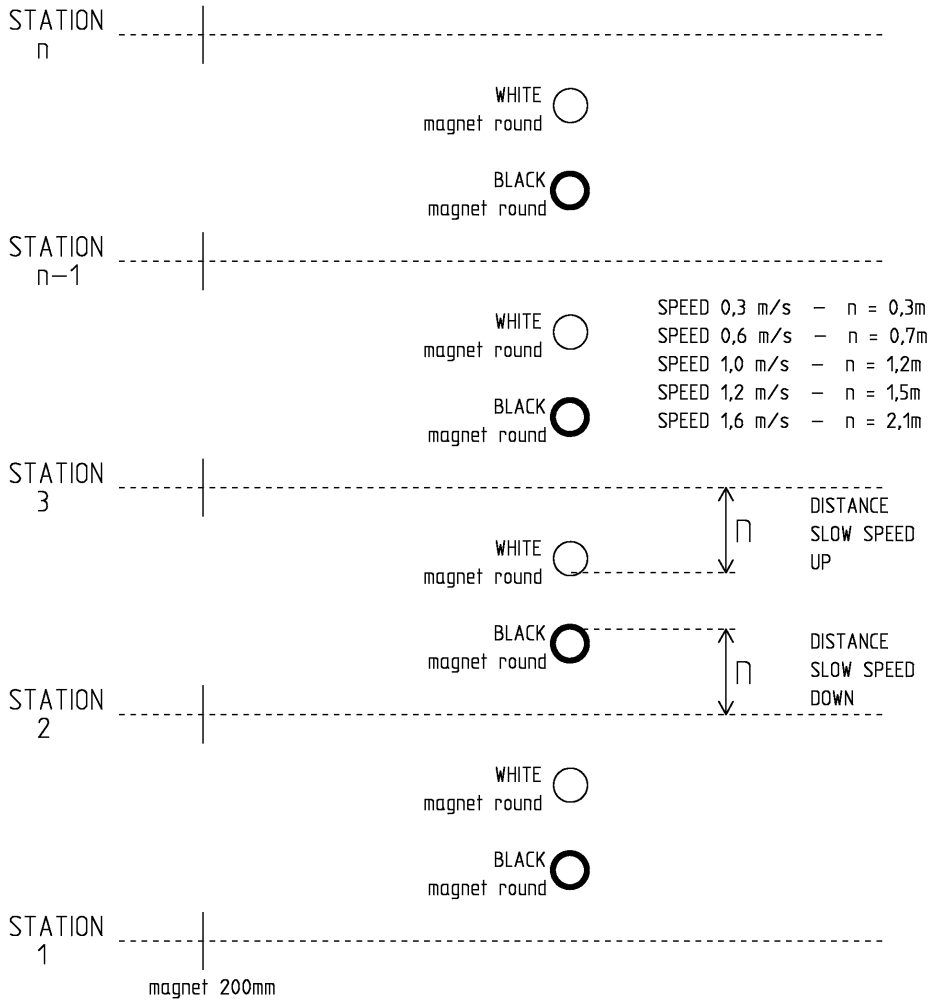 STATION
n
WHITE
magnet round
BLACK
magnet round
STATION
n-1
WHITE
magnet round
BLACK
magnet round
SPEED 0,3 m/s – n = 0,3m
SPEED 0,6 m/s – n = 0,7m
SPEED 1,0 m/s – n = 1,2m
SPEED 1,2 m/s – n = 1,5m
SPEED 1,6 m/s – n = 2,1m
STATION
3
n
DISTANCE
SLOW SPEED
UP
WHITE
magnet round
BLACK
magnet round
n
DISTANCE
SLOW SPEED
DOWN
STATION
2
WHITE
magnet round
BLACK
magnet round
STATION
1
magnet 200mm